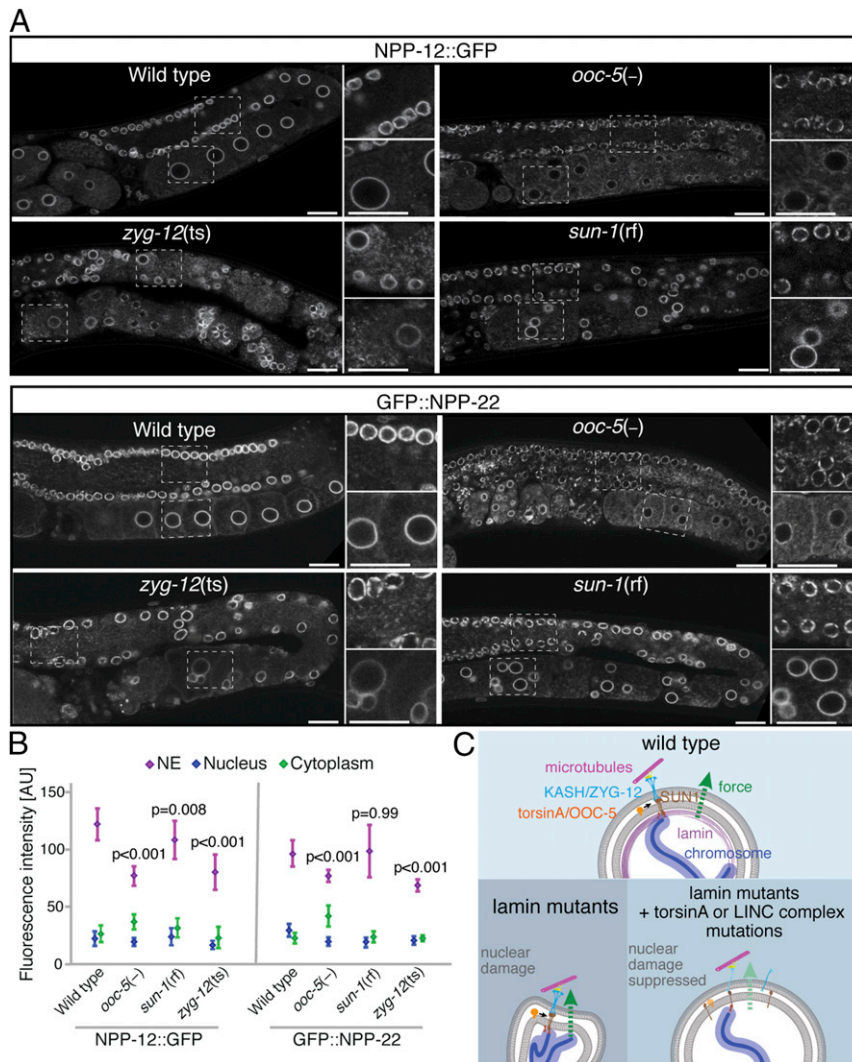 A
NPP-12::GFP
Wild type
ooc-5(–)
zyg-12(ts)
sun-1(rf)
GFP::NPP-22
Wild type
ooc-5(–)
zyg-12(ts)
sun-1(rf)
B
NE Nucleus Cytoplasm
Fluorescence intensity [AU]
150
100
50
0
p<0.001
p=0.008
p<0.001
p<0.001
p=0.99
p<0.001
Wild type
ooc-5(–)
sun-1(rf)
zyg-12(ts)
Wild type
ooc-5(–)
sun-1(rf)
zyg-12(ts)
NPP-12::GFP
GFP::NPP-22
C
wild type
microtubules
KASH/ZYG-12
SUN1
force
torsinA/OOC-5
lamin
chromosome
lamin mutants
nuclear
damage
lamin mutants
+ torsinA or LINC complex
mutations
nuclear
damage
suppressed